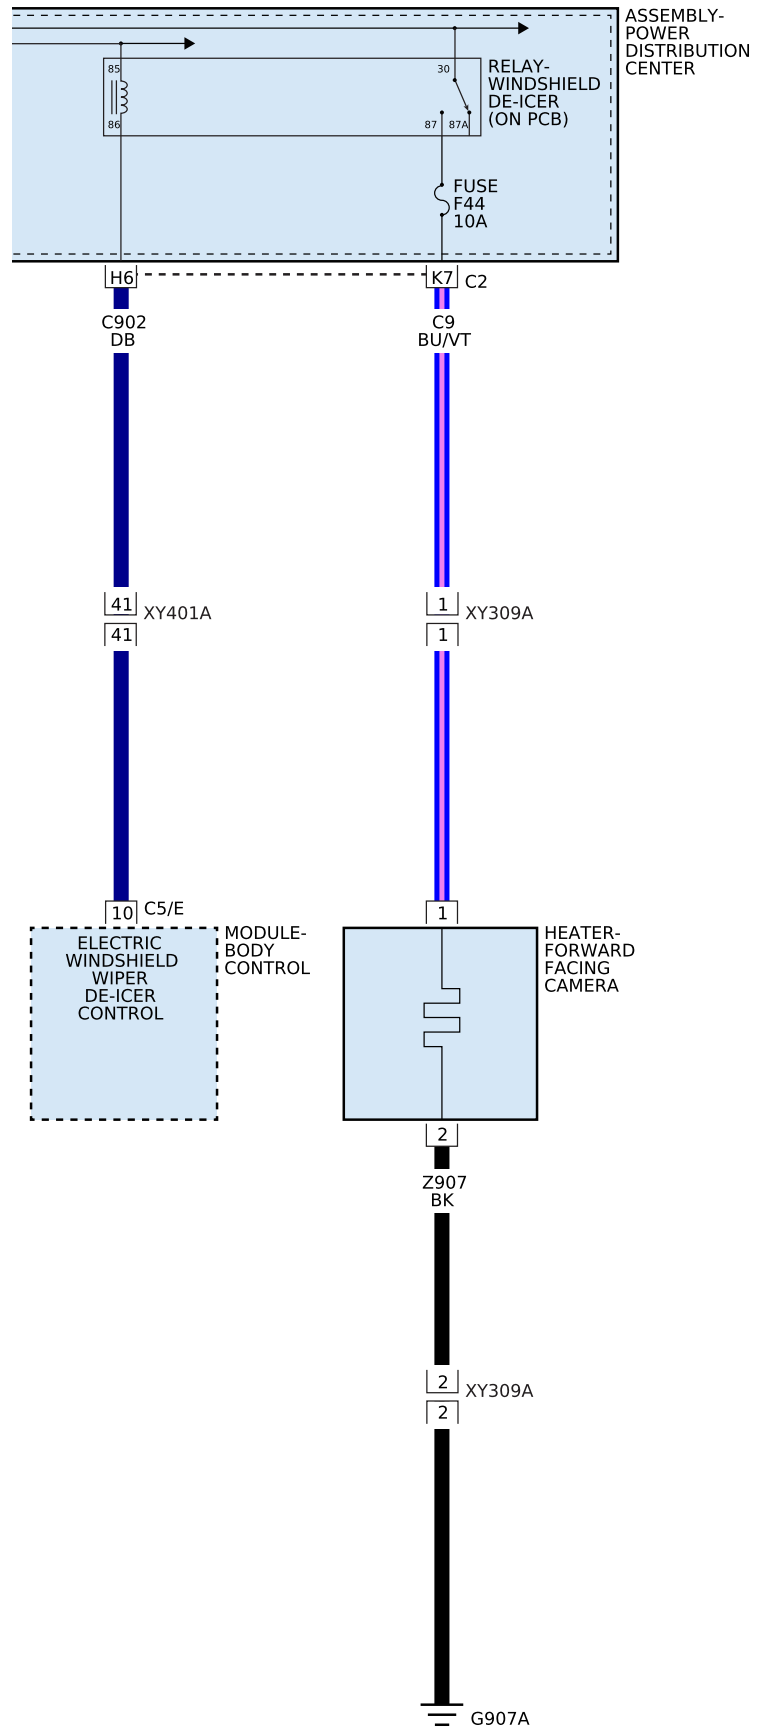 ASSEMBLY-
POWER
DISTRIBUTION
CENTER
85
30
RELAY-
WINDSHIELD
DE-ICER
(ON PCB)
86
87 87A
FUSE
F44
10A
H6
K7
C2
C902
DB
C9
BU/VT
41
XY401A
41
1
XY309A
1
10
C5/E
1
ELECTRIC
WINDSHIELD
WIPER
DE-ICER
CONTROL
MODULE-
BODY
CONTROL
HEATER-
FORWARD
FACING
CAMERA
2
Z907
BK
2
XY309A
2
G907A